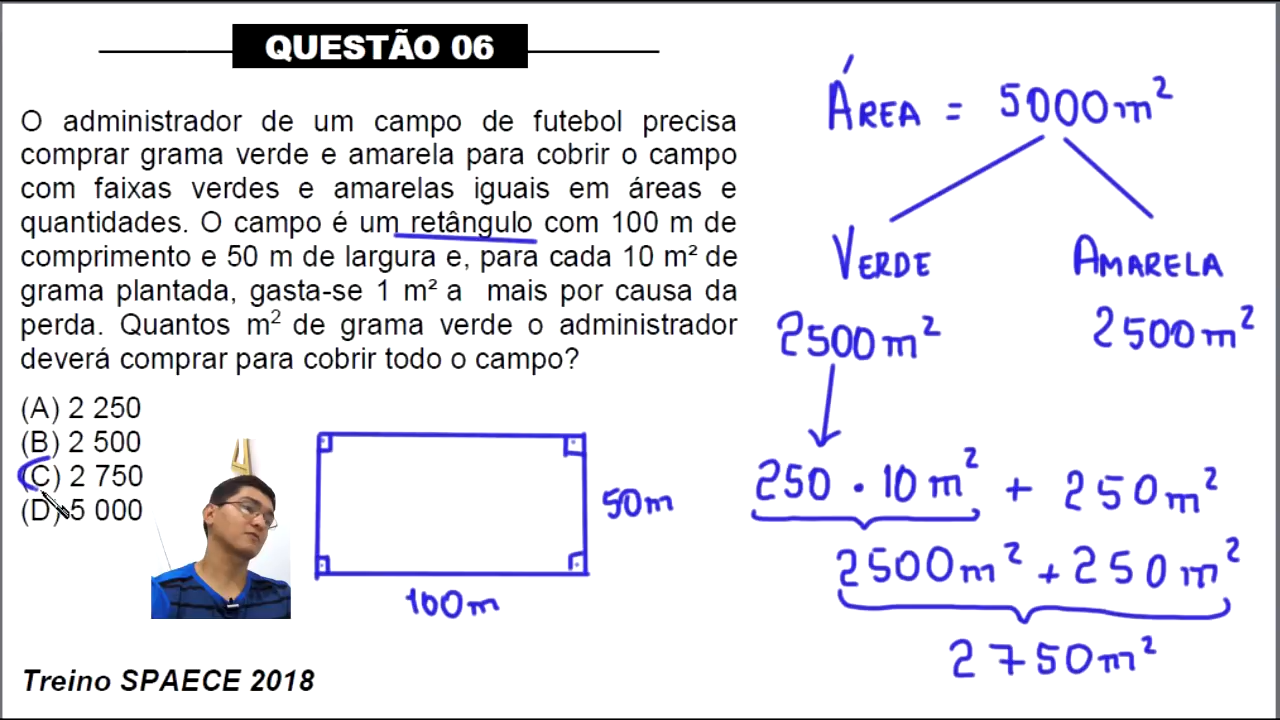 QUESTÃO 06
O administrador de um campo de futebol precisa
comprar grama verde e amarela para cobrir o campo
com faixas verdes e amarelas iguais em áreas e
quantidades. O campo é um retângulo com 100 m de
comprimento e 50 m de largura e, para cada 10 m² de
grama plantada, gasta-se 1 m² a mais por causa da
perda. Quantos m² de grama verde o administrador
deverá comprar para cobrir todo o campo?
(A) 2 250
(B) 2 500
(C) 2 750
(D) 5 000
50m
100m
Treino SPAECE 2018
ÁREA = 5000m²
VERDE AMARELA
2500m² 2500m²
250 . 10m² + 250m²
2500m² + 250m²
2750m²